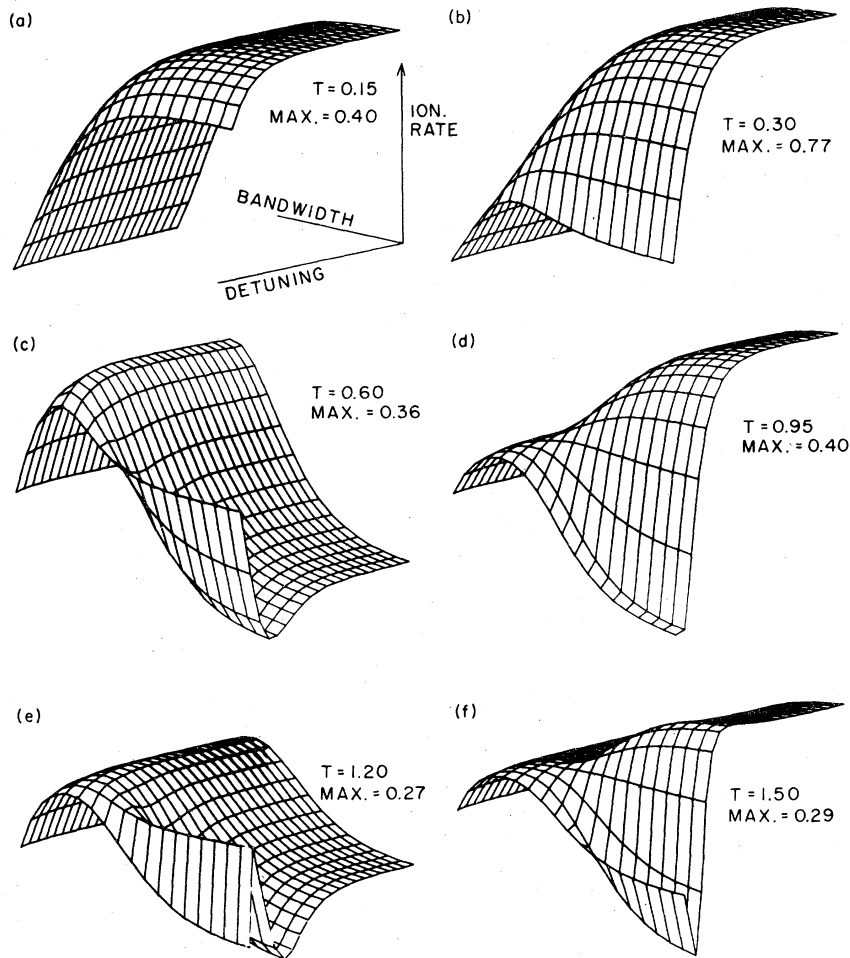 (a)
T = 0.15
MAX. = 0.40
ION.
RATE
BANDWIDTH
DETUNING
(b)
T = 0.30
MAX. = 0.77
(c)
T = 0.60
MAX. = 0.36
(d)
T = 0.95
MAX. = 0.40
(e)
T = 1.20
MAX. = 0.27
(f)
T = 1.50
MAX. = 0.29